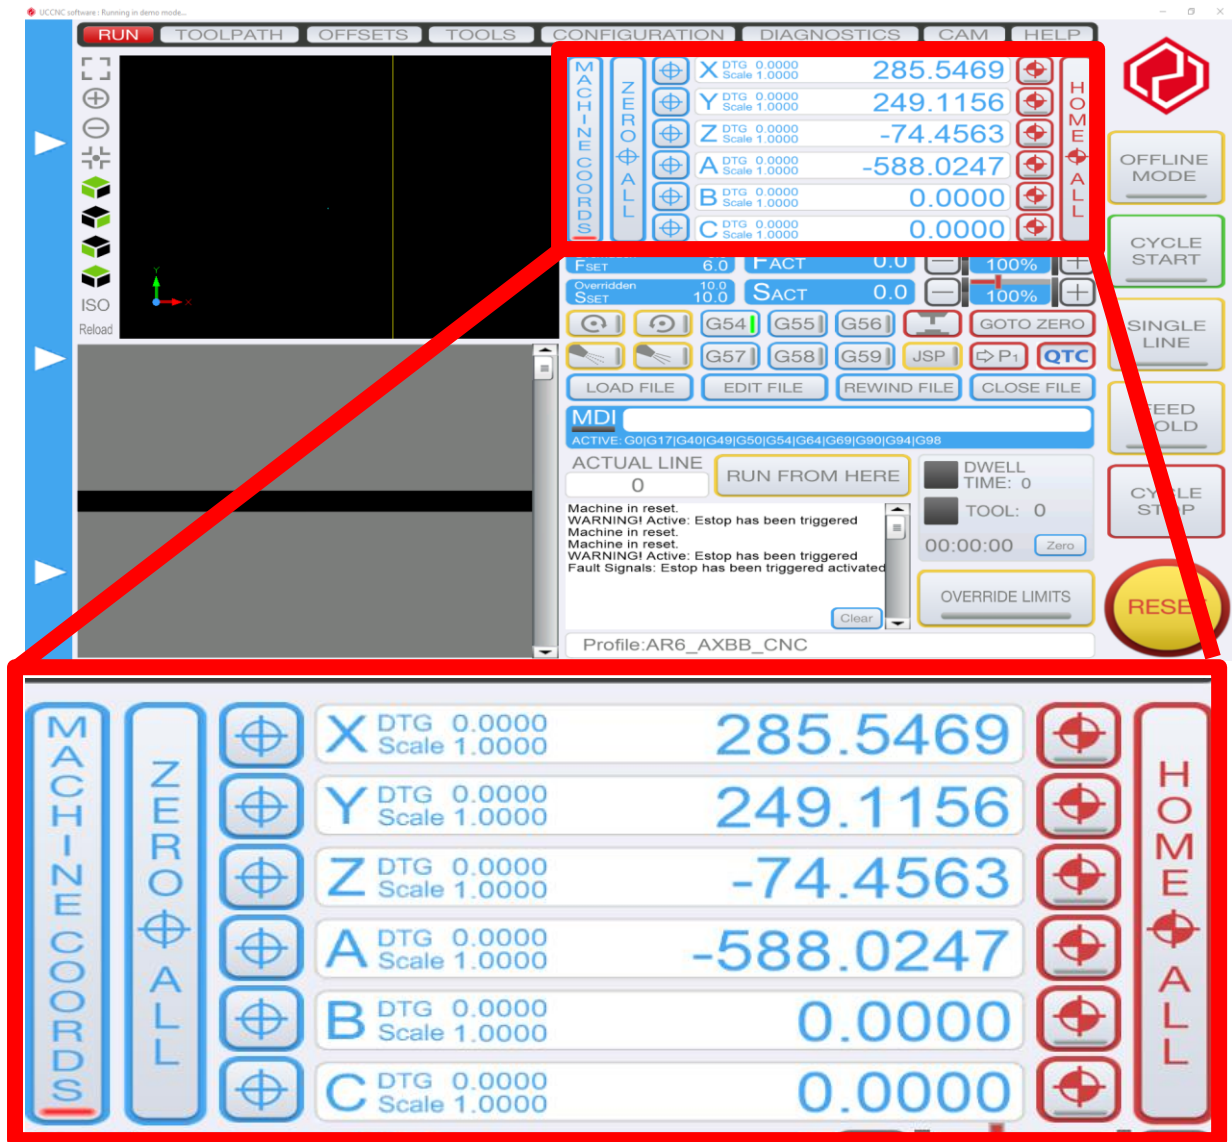 UCCNC software : Running in demo mode...
RUN TOOLPATH OFFSETS TOOLS CONFIGURATION DIAGNOSTICS CAM HELP
MACHINE COORDS
ZERO ALL
X DTG 0.0000 Scale 1.0000 285.5469
Y DTG 0.0000 Scale 1.0000 249.1156
Z DTG 0.0000 Scale 1.0000 -74.4563
A DTG 0.0000 Scale 1.0000 -588.0247
B DTG 0.0000 Scale 1.0000 0.0000
C DTG 0.0000 Scale 1.0000 0.0000
HOME ALL
Y
X
ISO
Reload
FSET 6.0 FACT 0.0 100%
Overridden 10.0
SSET 10.0 SACT 0.0 100%
G54 G55 G56 GOTO ZERO
G57 G58 G59 JSP P1 QTC
LOAD FILE EDIT FILE REWIND FILE CLOSE FILE
MDI
ACTIVE: G0|G17|G40|G49|G50|G54|G64|G69|G90|G94|G98
ACTUAL LINE
0
RUN FROM HERE
DWELL
TIME: 0
TOOL: 0
00:00:00 Zero
Machine in reset.
WARNING! Active: Estop has been triggered
Machine in reset.
Machine in reset.
WARNING! Active: Estop has been triggered
Fault Signals: Estop has been triggered activated
Clear
OVERRIDE LIMITS
Profile:AR6_AXBB_CNC
OFFLINE
MODE
CYCLE
START
SINGLE
LINE
MACHINE COORDS
ZERO ALL
X DTG 0.0000 Scale 1.0000 285.5469
Y DTG 0.0000 Scale 1.0000 249.1156
Z DTG 0.0000 Scale 1.0000 -74.4563
A DTG 0.0000 Scale 1.0000 -588.0247
B DTG 0.0000 Scale 1.0000 0.0000
C DTG 0.0000 Scale 1.0000 0.0000
HOME ALL